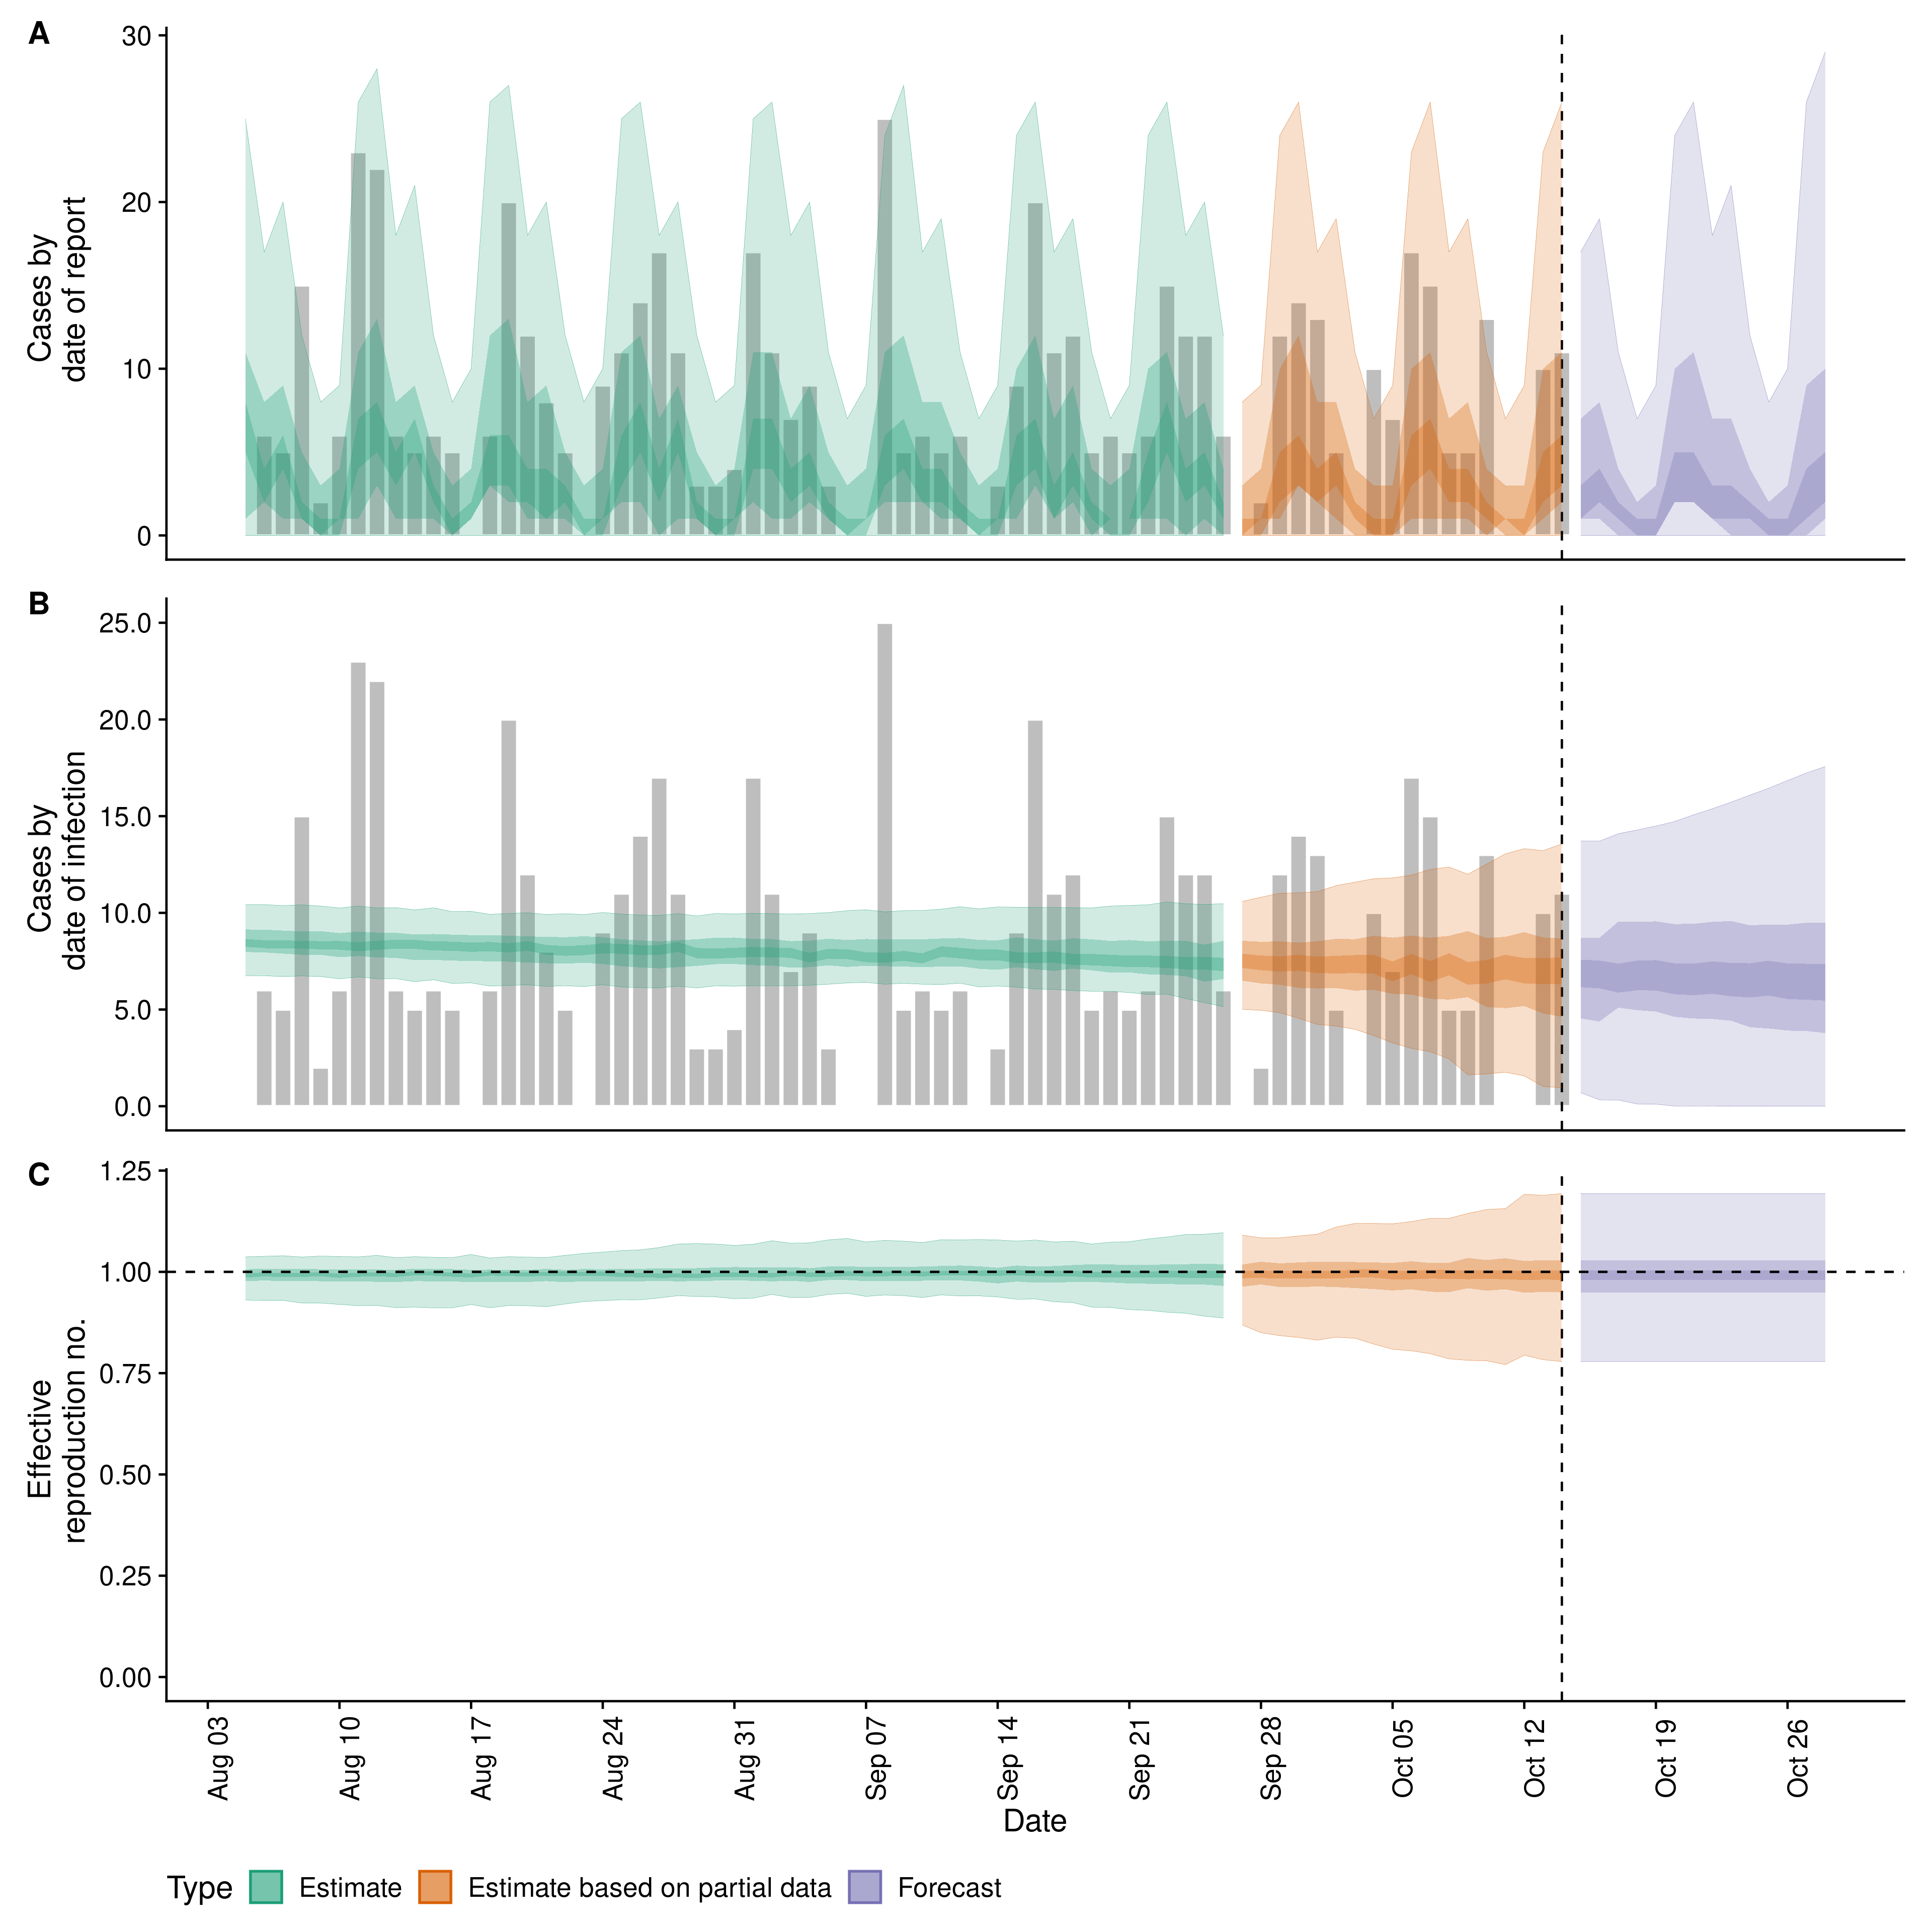 A
Cases by
date of report
30
20
10
0
B
Cases by
date of infection
25.0
20.0
15.0
10.0
5.0
0.0
C
Effective
reproduction no.
1.25
1.00
0.75
0.50
0.25
0.00
Aug 03
Aug 10
Aug 17
Aug 24
Aug 31
Sep 07
Sep 14
Sep 21
Sep 28
Oct 05
Oct 12
Oct 19
Oct 26
Date
Type Estimate Estimate based on partial data Forecast